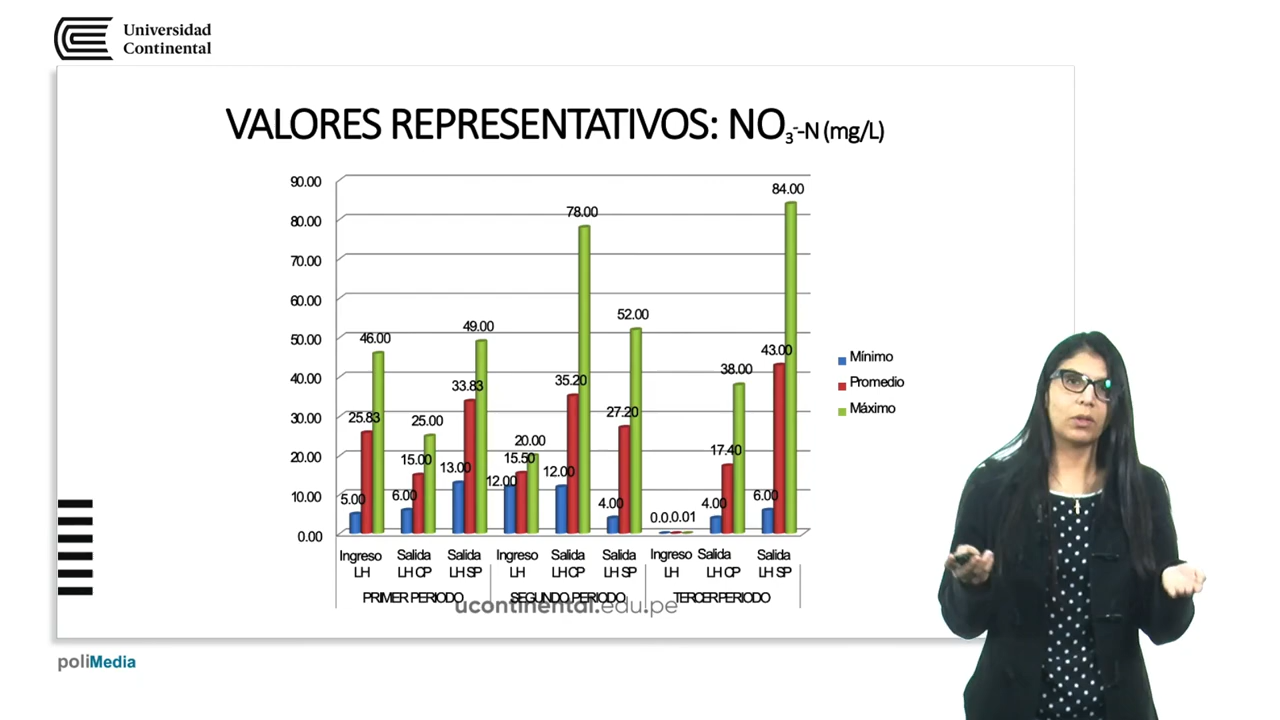 Universidad
Continental
VALORES REPRESENTATIVOS: NO3--N (mg/L)
90.00
80.00
70.00
60.00
50.00
40.00
30.00
20.00
10.00
0.00
5.00
25.83
46.00
6.00
15.00
25.00
13.00
33.83
49.00
12.00
15.50
20.00
12.00
35.20
78.00
4.00
27.20
52.00
0.0.0.01
4.00
17.40
38.00
6.00
43.00
84.00
Mínimo
Promedio
Máximo
Ingreso LH
Salida LH CP
Salida LH SP
Ingreso LH
Salida LH CP
Salida LH SP
Ingreso LH
Salida LH CP
Salida LH SP
PRIMER PERIODO
SEGUNDO PERIODO
TERCER PERIODO
ucontinental.edu.pe
poliMedia